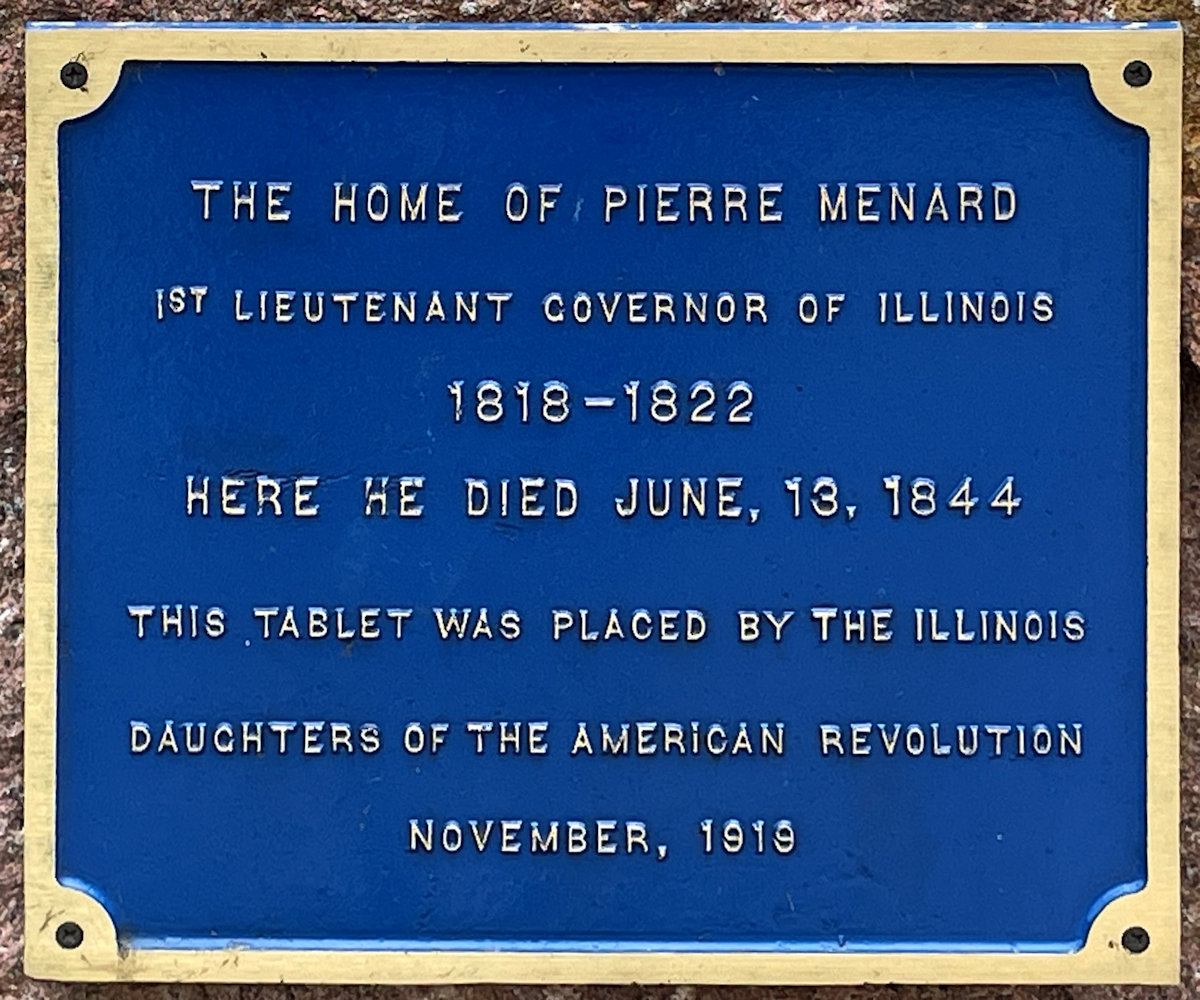 THE HOME OF PIERRE MENARD
1ST LIEUTENANT GOVERNOR OF ILLINOIS
1818-1822
HERE HE DIED JUNE, 13, 1844
THIS TABLET WAS PLACED BY THE ILLINOIS
DAUGHTERS OF THE AMERICAN REVOLUTION
NOVEMBER, 1919